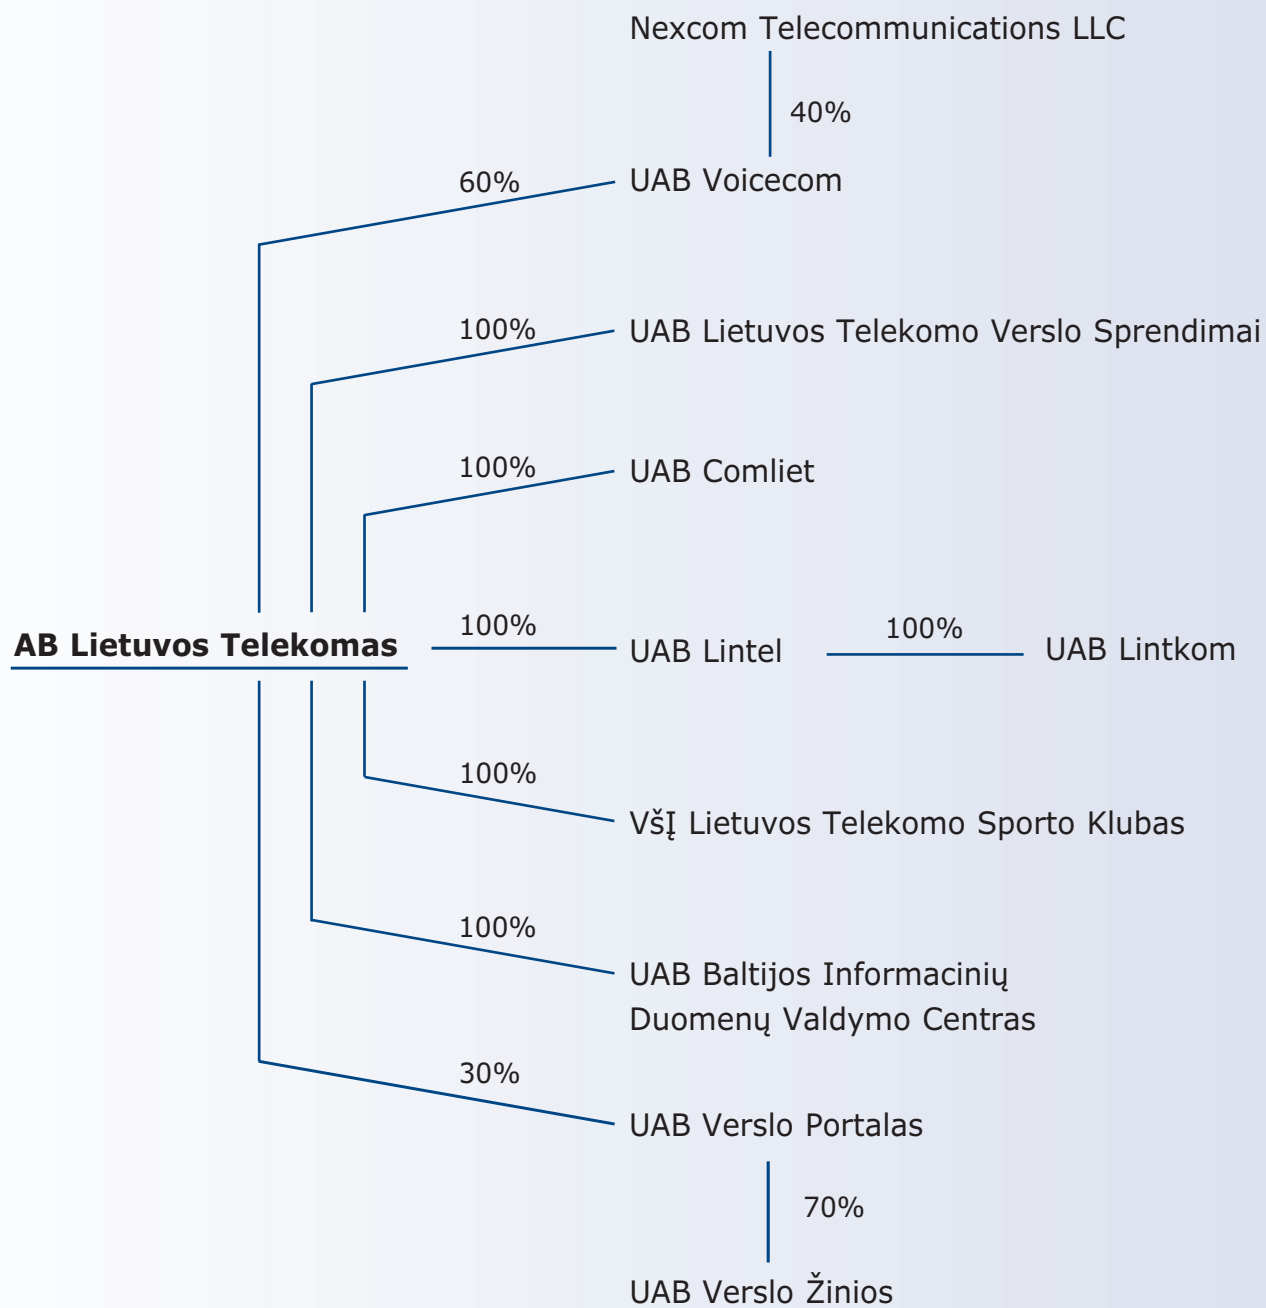 Nexcom Telecommunications LLC
40%
60%
UAB Voicecom
100%
UAB Lietuvos Telekomo Verslo Sprendimai
100%
UAB Comliet
AB Lietuvos Telekomas
100%
UAB Lintel
100%
UAB Lintkom
100%
VšĮ Lietuvos Telekomo Sporto Klubas
100%
UAB Baltijos Informacinių
Duomenų Valdymo Centras
30%
UAB Verslo Portalas
70%
UAB Verslo Žinios